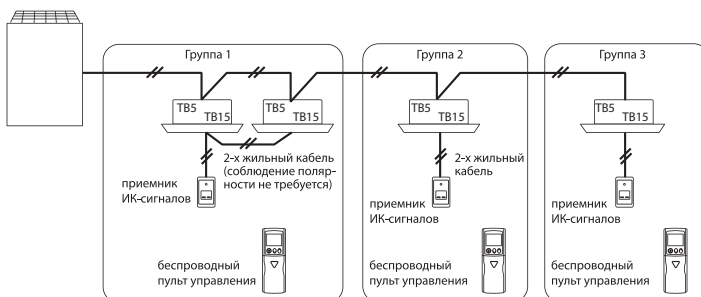 Группа 1
Группа 2
Группа 3
TB5
TB15
TB5
TB15
TB5
TB15
TB5
TB15
2-х жильный кабель
(соблюдение поляр-
ности не требуется)
2-х жильный
кабель
приемник
ИК-сигналов
приемник
ИК-сигналов
приемник
ИК-сигналов
беспроводный
пульт управления
беспроводный
пульт управления
беспроводный
пульт управления